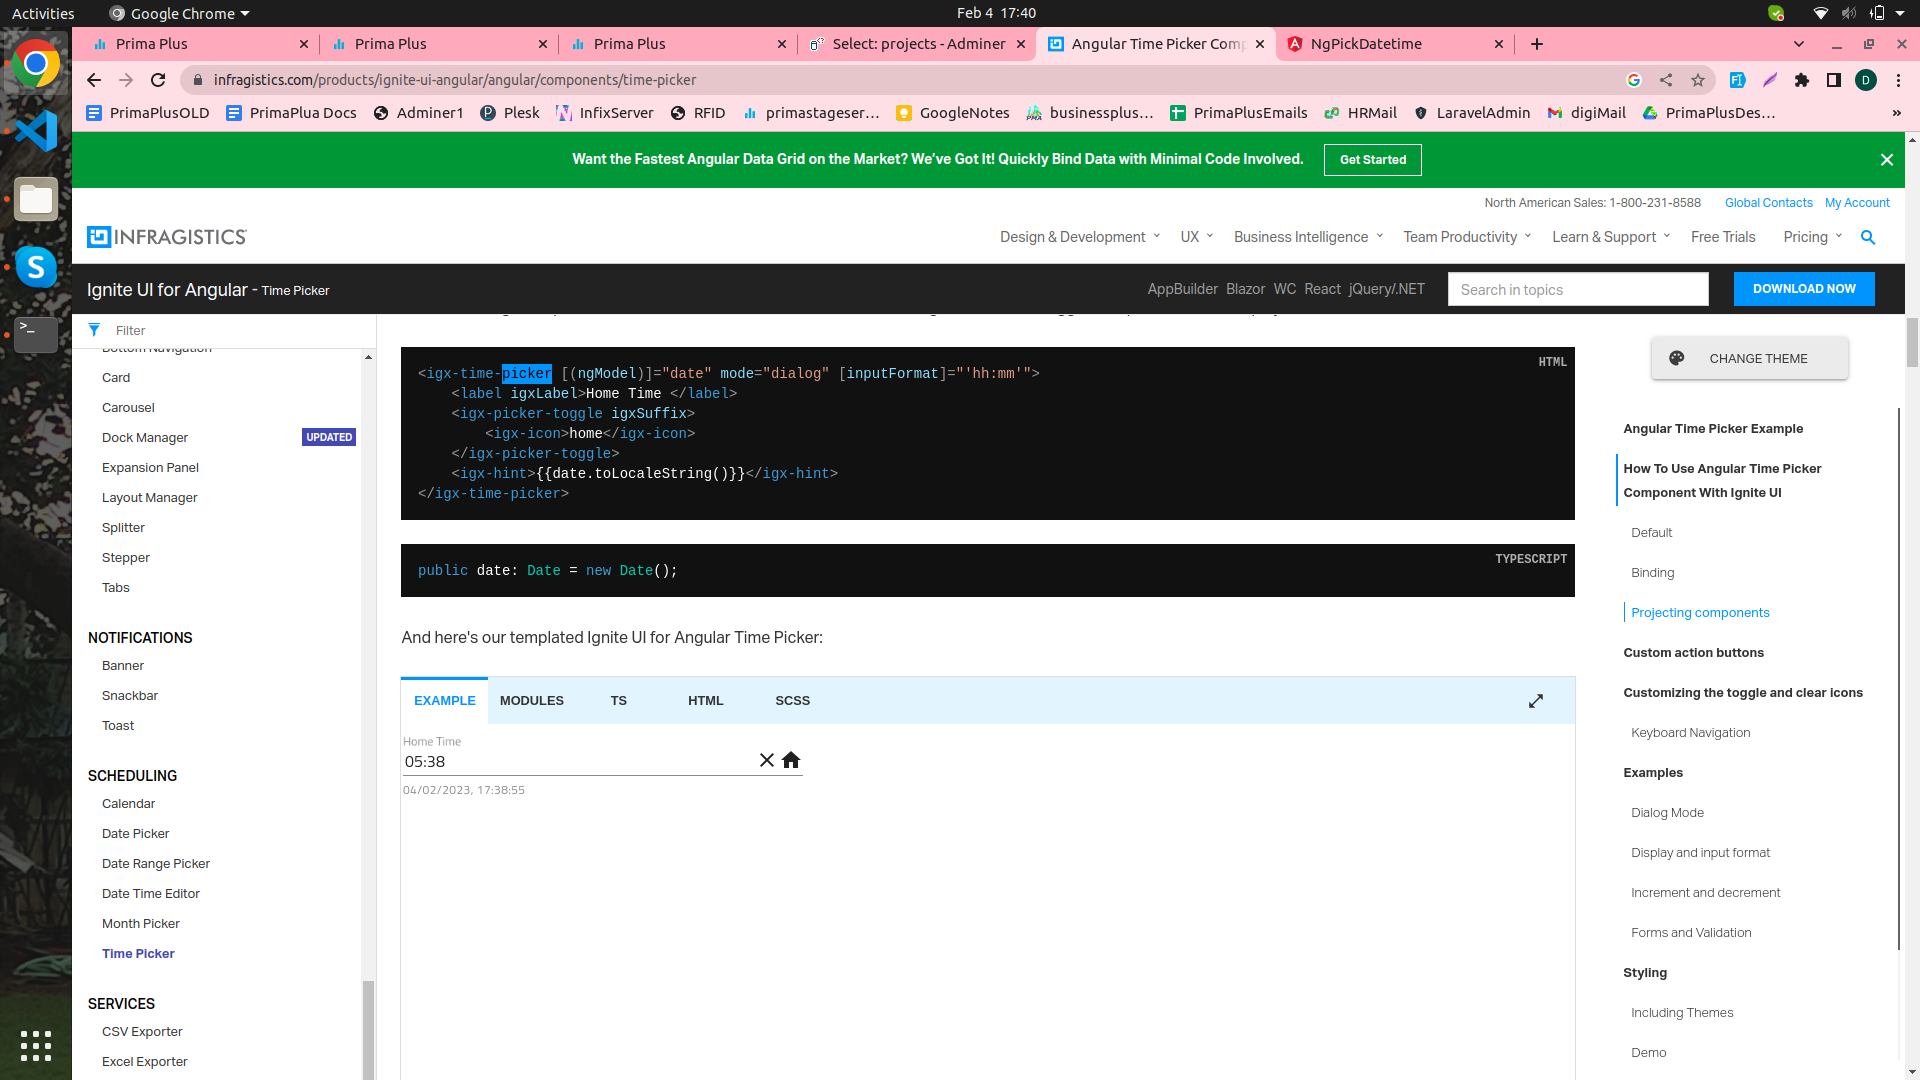 Activities
Google Chrome
Feb 4 17:40
Prima Plus
Prima Plus
Prima Plus
Select: projects - Adminer
Angular Time Picker Comp
NgPickDatetime
infragistics.com/products/ignite-ui-angular/angular/components/time-picker
D
PrimaPlusOLD
PrimaPlua Docs
Adminer1
Plesk
InfixServer
RFID
primastageser...
GoogleNotes
businessplus...
PrimaPlusEmails
HRMail
LaravelAdmin
digiMail
PrimaPlusDes...
»
Want the Fastest Angular Data Grid on the Market? We've Got It! Quickly Bind Data with Minimal Code Involved.
Get Started
North American Sales: 1-800-231-8588
Global Contacts
My Account
INFRAGISTICS
Design & Development
UX
Business Intelligence
Team Productivity
Learn & Support
Free Trials
Pricing
Ignite UI for Angular - Time Picker
AppBuilder
Blazor
WC
React
jQuery/.NET
Search in topics
DOWNLOAD NOW
Filter
Bottom Navigation
Card
Carousel
Dock Manager
UPDATED
Expansion Panel
Layout Manager
Splitter
Stepper
Tabs
NOTIFICATIONS
Banner
Snackbar
Toast
SCHEDULING
Calendar
Date Picker
Date Range Picker
Date Time Editor
Month Picker
Time Picker
SERVICES
CSV Exporter
Excel Exporter
HTML
<igx-time-picker [(ngModel)]="date" mode="dialog" [inputFormat]="'hh:mm'">
<label igxLabel>Home Time </label>
<igx-picker-toggle igxSuffix>
<igx-icon>home</igx-icon>
</igx-picker-toggle>
<igx-hint>{{date.toLocaleString()}}</igx-hint>
</igx-time-picker>
TYPESCRIPT
public date: Date = new Date();
And here's our templated Ignite UI for Angular Time Picker:
EXAMPLE
MODULES
TS
HTML
SCSS
Home Time
05:38
04/02/2023, 17:38:55
CHANGE THEME
Angular Time Picker Example
How To Use Angular Time Picker
Component With Ignite UI
Default
Binding
Projecting components
Custom action buttons
Customizing the toggle and clear icons
Keyboard Navigation
Examples
Dialog Mode
Display and input format
Increment and decrement
Forms and Validation
Styling
Including Themes
Demo